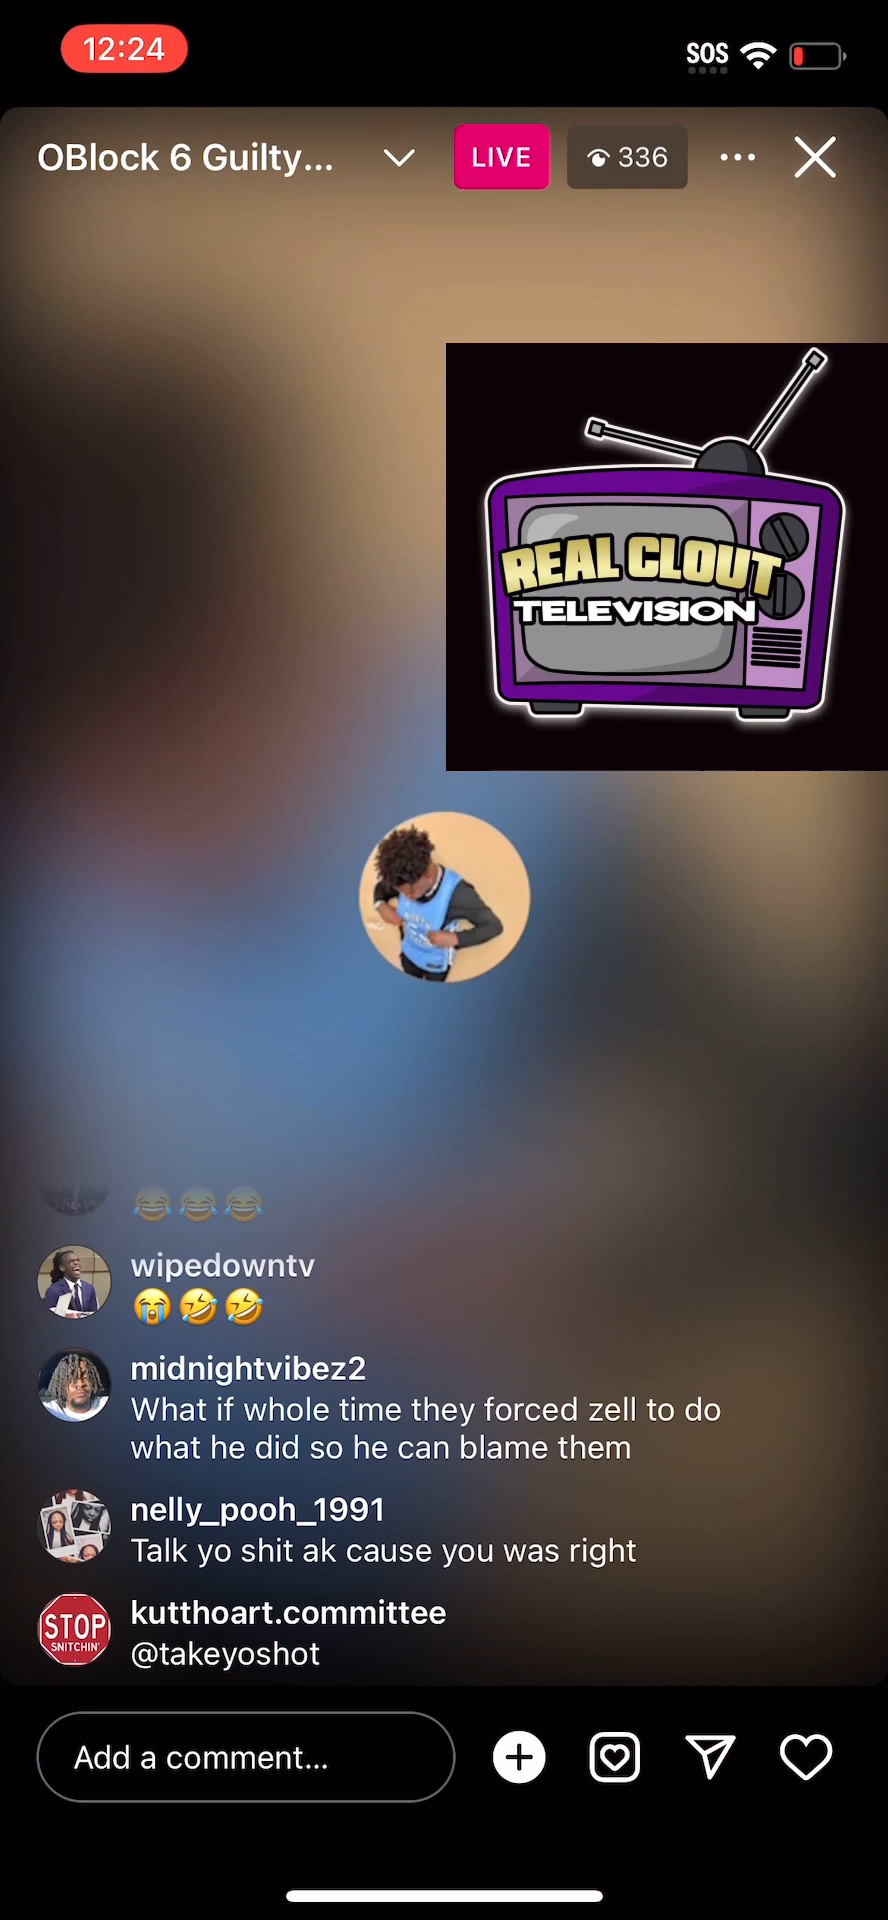 12:24
SOS
OBlock 6 Guilty...
LIVE
336
REAL CLOUT
TELEVISION
😂😂😂
wipedowntv
😭🤣🤣
midnightvibez2
What if whole time they forced zell to do
what he did so he can blame them
nelly_pooh_1991
Talk yo shit ak cause you was right
STOP
SNITCHIN'
kutthoart.committee
@takeyoshot
Add a comment...